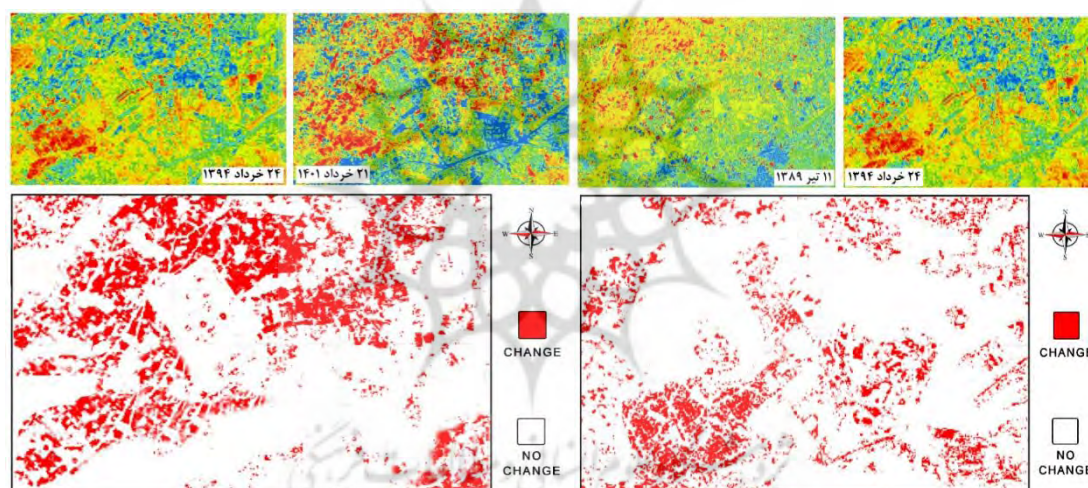 ۲۴ خرداد ۱۳۹۴
۲۱ خرداد ۱۴۰۱
۱۱ تیر ۱۳۸۹
۲۴ خرداد ۱۳۹۴
N
W E
S
CHANGE
NO
CHANGE
N
W E
S
CHANGE
NO
CHANGE